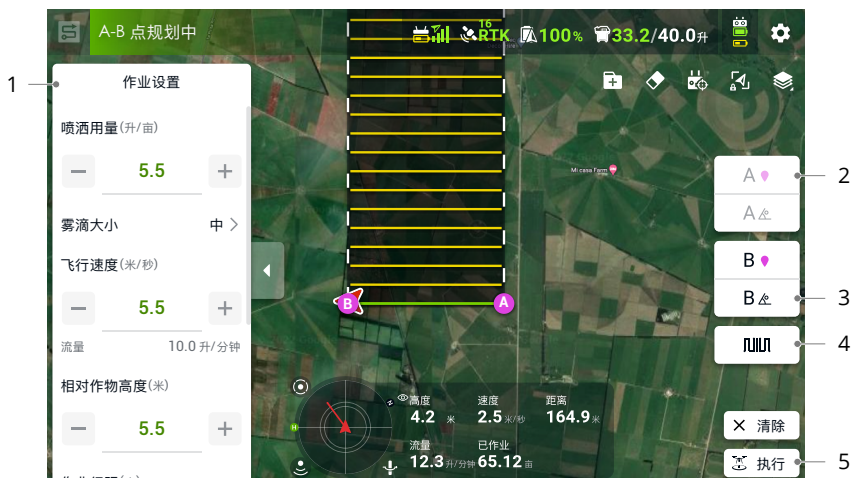 A-B 点规划中
16
RTK
100%
33.2/40.0升
1
作业设置
喷洒用量(升/亩)
5.5
雾滴大小
中
飞行速度(米/秒)
5.5
流量
10.0 升/分钟
相对作物高度(米)
5.5
Mi casa Farm
B
A
A
A
2
B
B
3
4
N
H
高度
4.2 米
速度
2.5 米/秒
距离
164.9 米
流量
12.3 升/分钟
已作业
65.12 亩
清除
执行
5